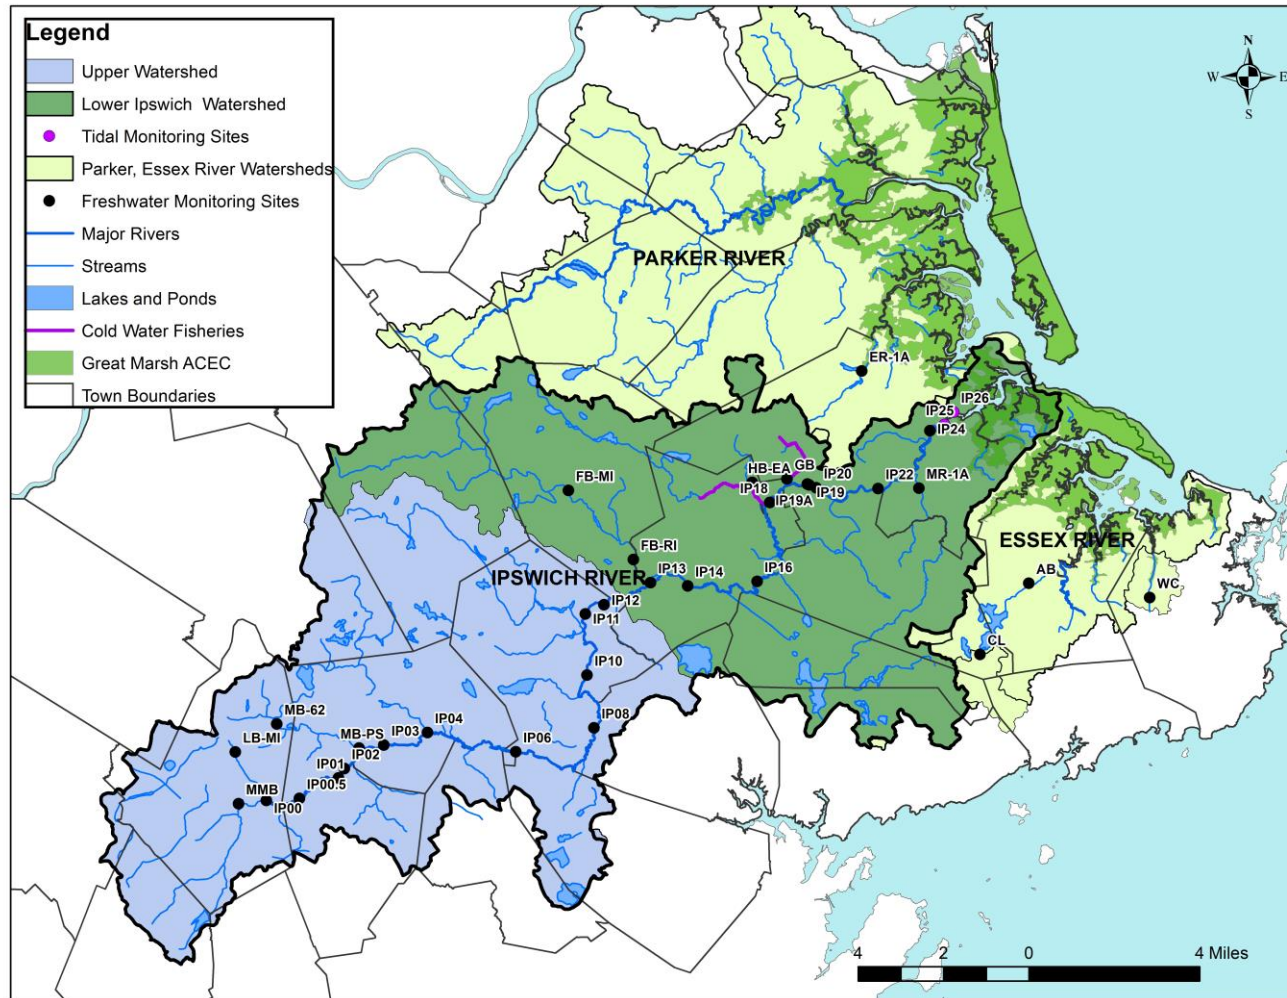 Legend
Upper Watershed
Lower Ipswich Watershed
Tidal Monitoring Sites
Parker, Essex River Watersheds
Freshwater Monitoring Sites
Major Rivers
Streams
Lakes and Ponds
Cold Water Fisheries
Great Marsh ACEC
Town Boundaries
N
W E
S
PARKER RIVER
ER-1A
IP26
IP25
IP24
HB-EA
GB
IP20
IP18
IP19
IP19A
IP22
MR-1A
FB-MI
FB-RI
IPSWICH RIVER
IP13
IP14
IP16
IP12
IP11
IP10
IP08
ESSEX RIVER
AB
WC
CL
MB-62
LB-MI
MB-PS
IP03
IP04
IP06
IP02
IP01
IP00.5
IP00
MMB
4 2 0 4 Miles